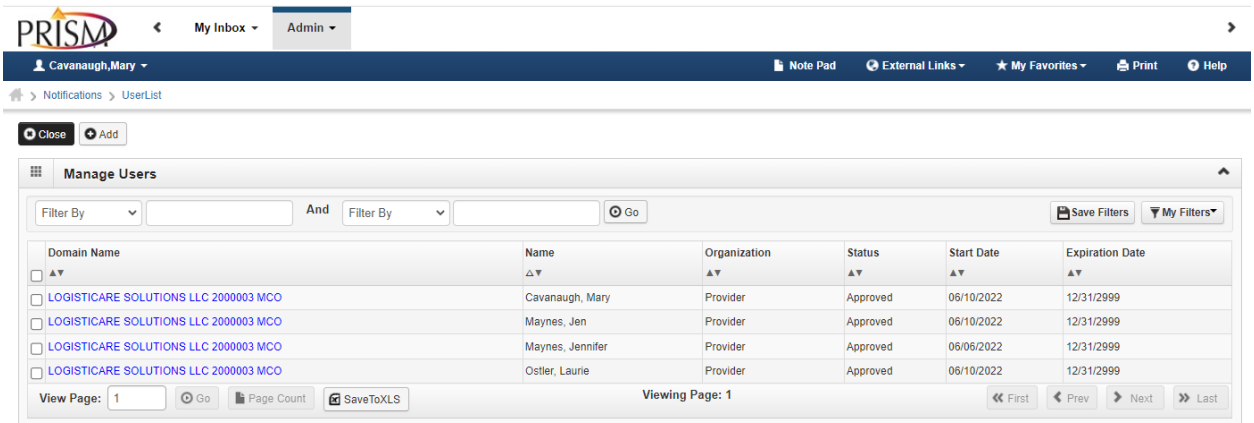 PRISM My Inbox Admin
Cavanaugh,Mary Note Pad External Links My Favorites Print Help
Notifications UserList
Close Add
Manage Users
Filter By And Filter By Go Save Filters My Filters
Domain Name Name Organization Status Start Date Expiration Date
LOGISTICARE SOLUTIONS LLC 2000003 MCO Cavanaugh, Mary Provider Approved 06/10/2022 12/31/2999
LOGISTICARE SOLUTIONS LLC 2000003 MCO Maynes, Jen Provider Approved 06/10/2022 12/31/2999
LOGISTICARE SOLUTIONS LLC 2000003 MCO Maynes, Jennifer Provider Approved 06/06/2022 12/31/2999
LOGISTICARE SOLUTIONS LLC 2000003 MCO Ostler, Laurie Provider Approved 06/10/2022 12/31/2999
View Page: 1 Go Page Count SaveToXLS Viewing Page: 1 First Prev Next Last